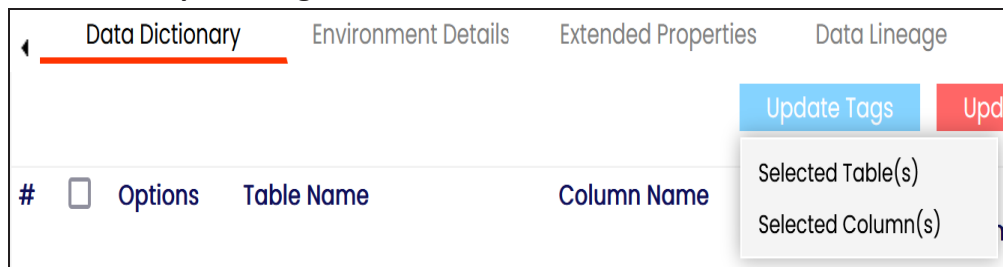 Data Dictionary Environment Details Extended Properties Data Lineage
Update Tags Upd
# Options Table Name Column Name
Selected Table(s)
Selected Column(s)